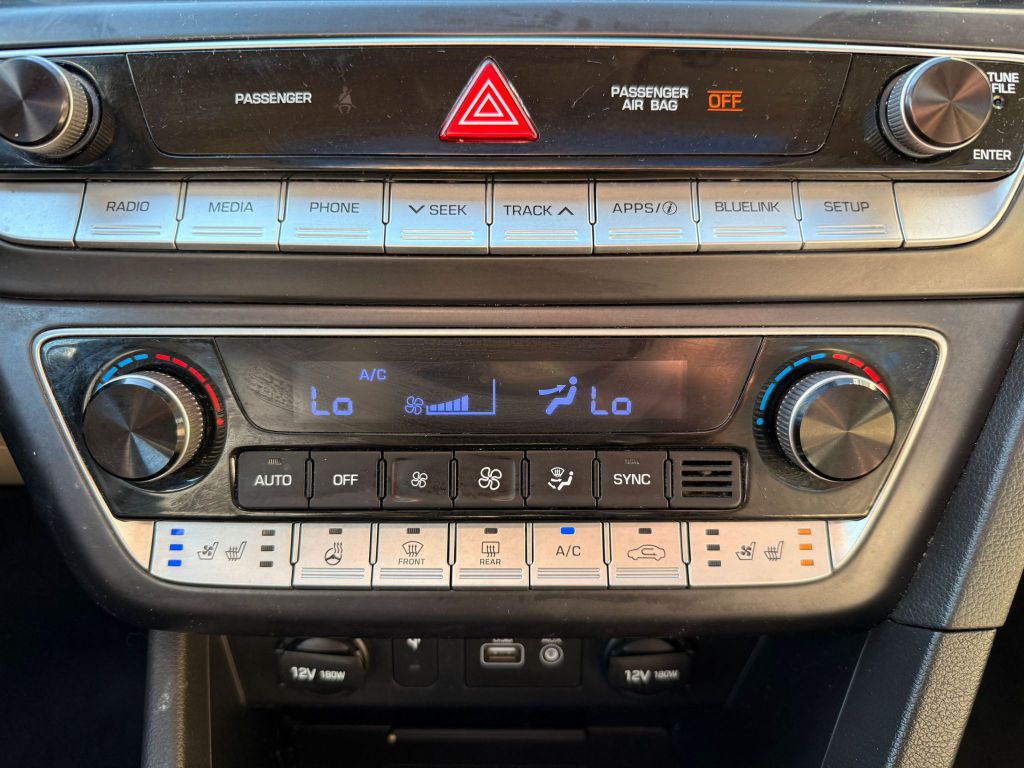 PASSENGER
PASSENGER
AIR BAG
OFF
TUNE
FILE
ENTER
RADIO
MEDIA
PHONE
SEEK
TRACK
APPS/i
BLUELINK
SETUP
A/C
Lo
Lo
AUTO
OFF
SYNC
FRONT
REAR
A/C
12V 180W
12V 180W